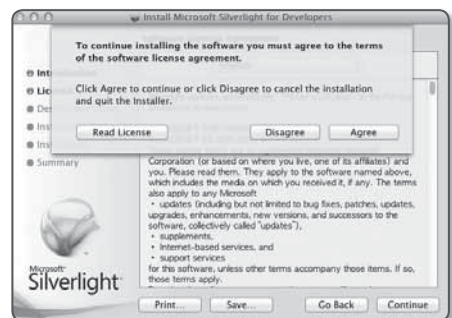 Install Microsoft Silverlight for Developers
To continue installing the software you must agree to the terms
of the software license agreement.
Click Agree to continue or click Disagree to cancel the installation
and quit the Installer.
Read License
Disagree
Agree
Summary
Corporation (or based on where you live, one of its affiliates) and
you. Please read them. They apply to the software named above,
which includes the media on which you received it, if any. The terms
also apply to any Microsoft
• updates (including but not limited to bug fixes, patches, updates,
upgrades, enhancements, new versions, and successors to the
software, collectively called "updates"),
• supplements,
• Internet-based services, and
• support services
for this software, unless other terms accompany those items. If so,
those terms apply.
Microsoft
Silverlight
Print...
Save...
Go Back
Continue